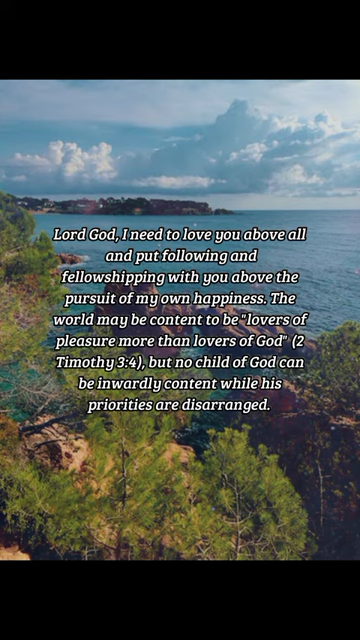 Lord God, I need to love you above all
and put following and
fellowshipping with you above the
pursuit of my own happiness. The
world may be content to be "lovers of
pleasure more than lovers of God" (2
Timothy 3:4), but no child of God can
be inwardly content while his
priorities are disarranged.